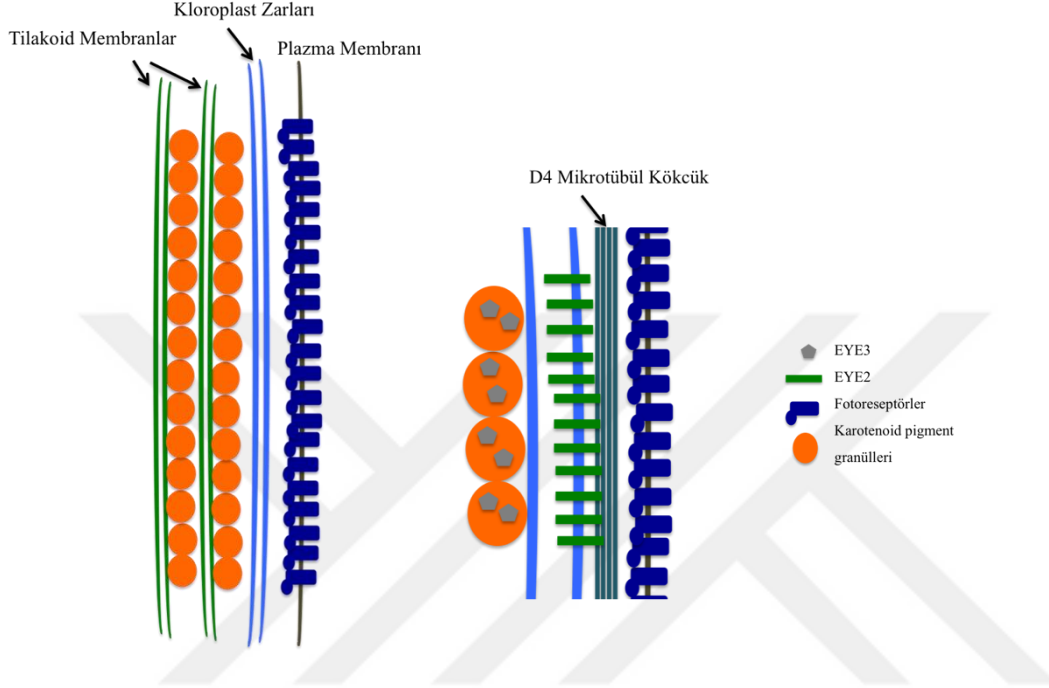 Kloroplast Zarları
Tilakoid Membranlar
Plazma Membranı
D4 Mikrotübül Kökcük
EYE3
EYE2
Fotoreseptörler
Karotenoid pigment
granülleri